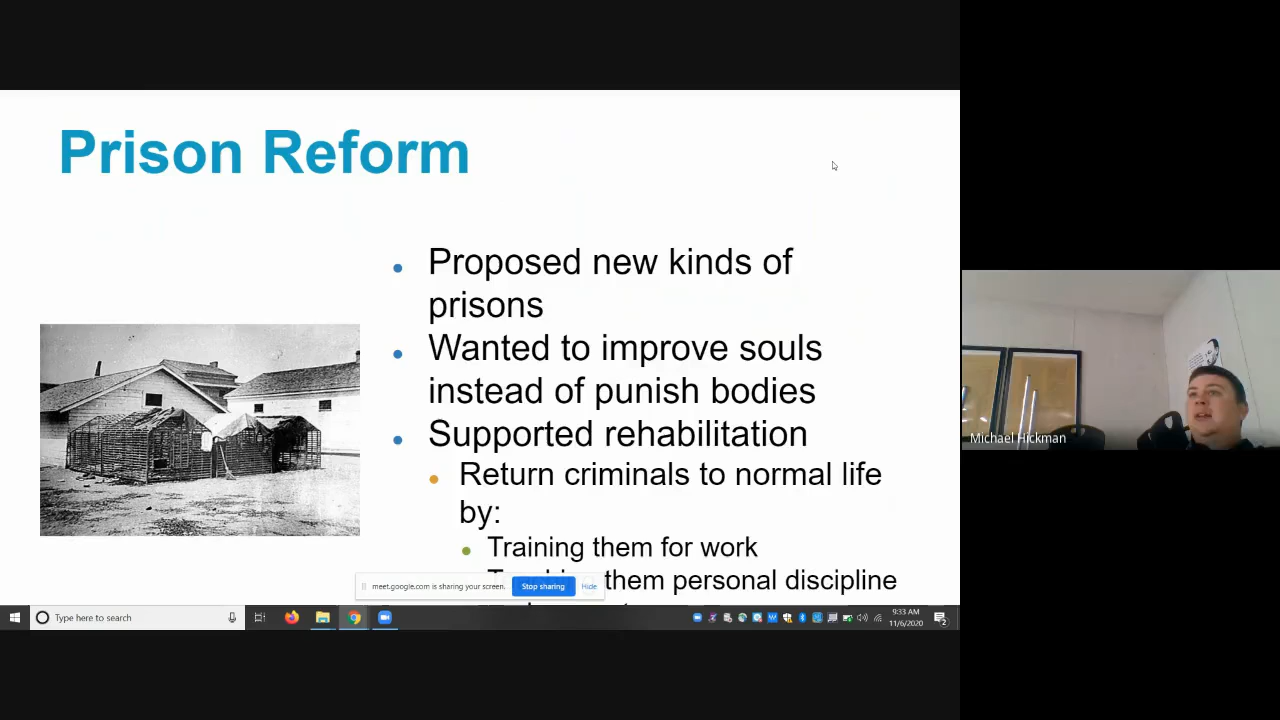 Prison Reform
Proposed new kinds of
prisons
Wanted to improve souls
instead of punish bodies
Supported rehabilitation
Return criminals to normal life
by:
Training them for work
them personal discipline
meet.google.com is sharing your screen.
Stop sharing
Hide
Michael Hickman
Type here to search
9:33 AM
11/6/2020
2